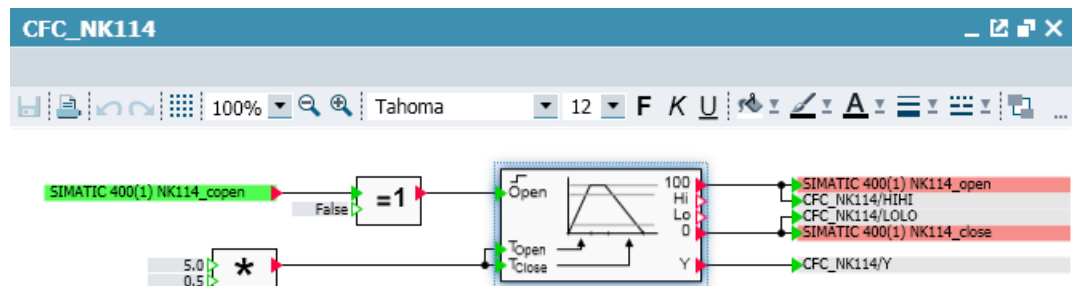 CFC_NK114
100% Tahoma 12 F K U A ...
SIMATIC 400(1) NK114_copen
=1
False
Open
100
SIMATIC 400(1) NK114_open
Hi
CFC_NK114/HIHI
Lo
CFC_NK114/LOLO
0
SIMATIC 400(1) NK114_close
5.0
*
0.5
TOpen
TClose
Y
CFC_NK114/Y